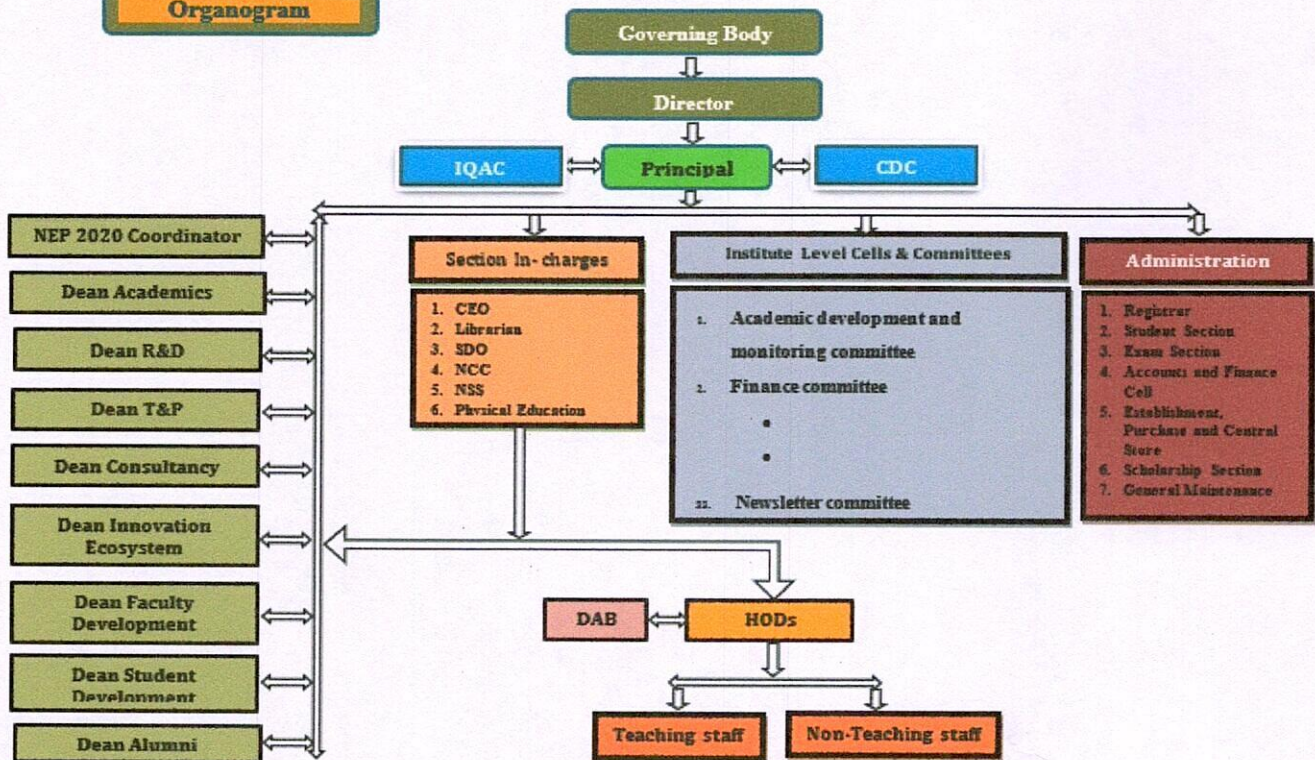 Organogram
Governing Body
Director
IQAC
Principal
CDC
NEP 2020 Coordinator
Dean Academics
Dean R&D
Dean T&P
Dean Consultancy
Dean Innovation
Ecosystem
Dean Faculty
Development
Dean Student
Development
Dean Alumni
Section In- charges
1. CEO
2. Librarian
3. SDO
4. NCC
5. NSS
6. Physical Education
Institute Level Cells & Committees
1. Academic development and
monitoring committee
2. Finance committee
•
•
22. Newsletter committee
Administration
1. Registrar
2. Student Section
3. Exam Section
4. Accounts and Finance
Cell
5. Establishment,
Purchase and Central
Store
6. Scholarship Section
7. General Maintenance
DAB
HODs
Teaching staff
Non-Teaching staff